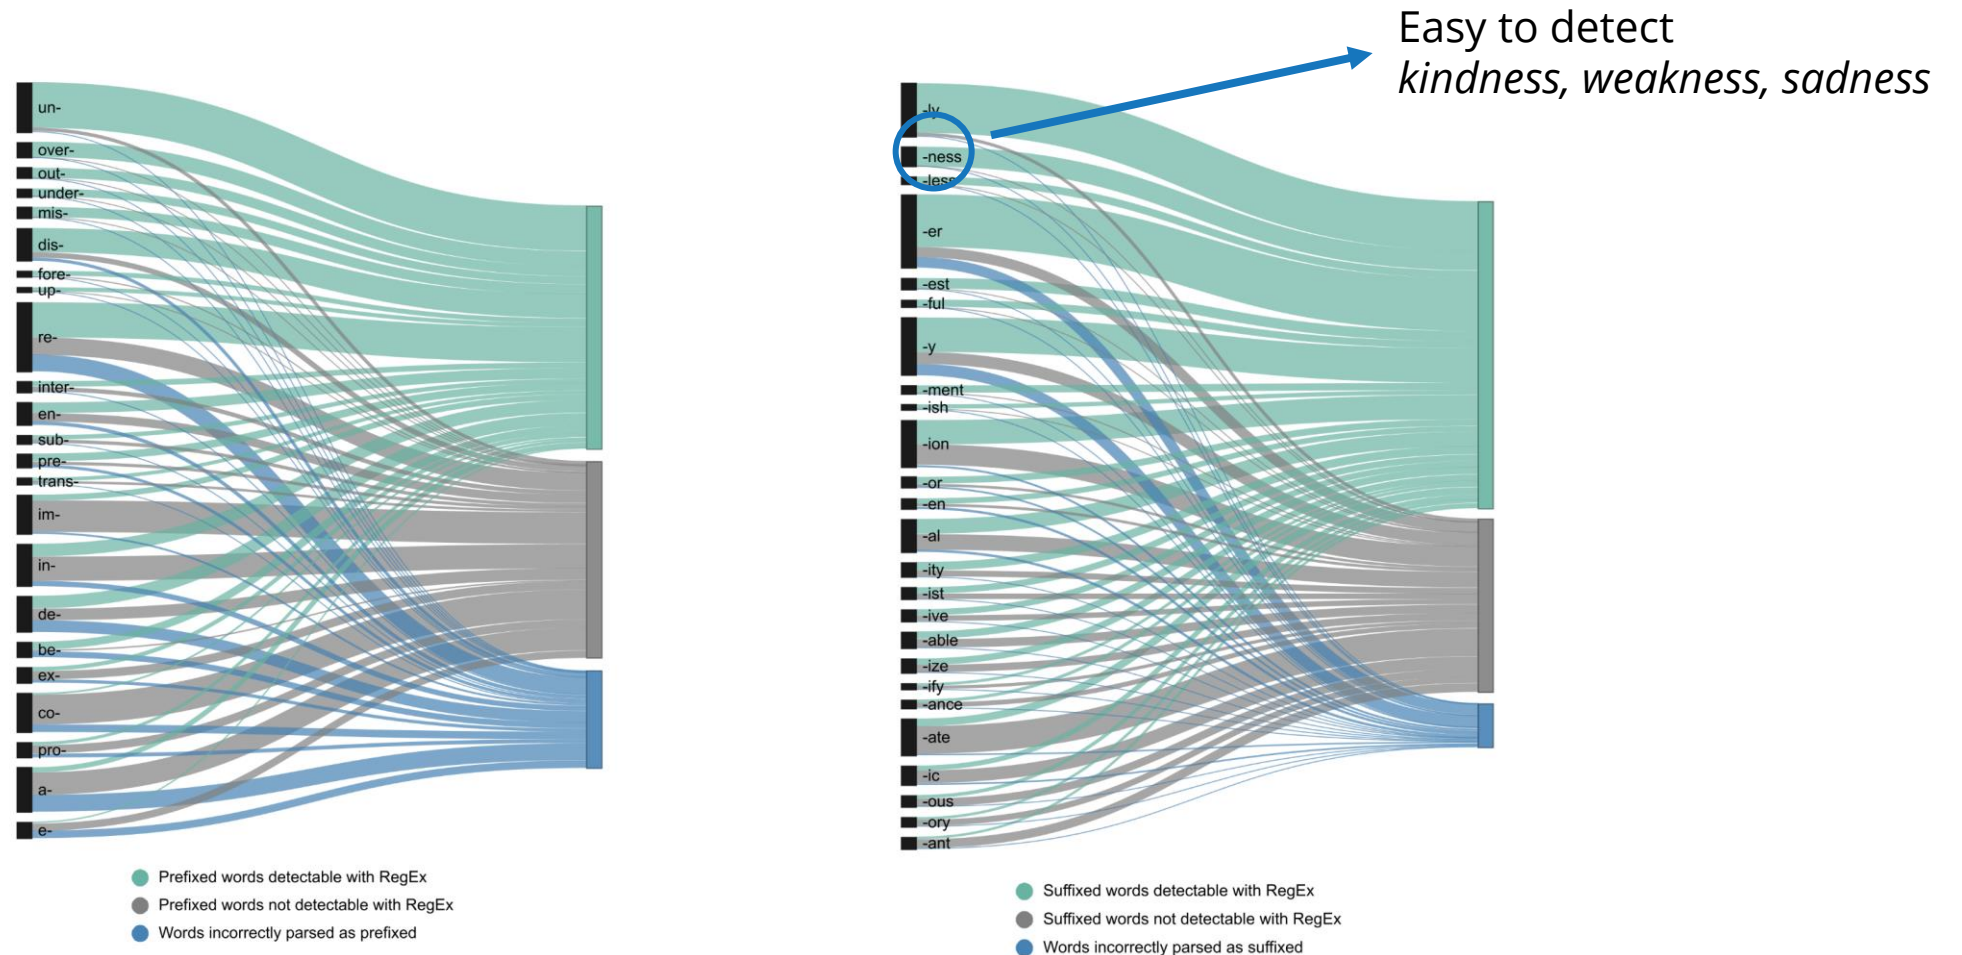 Easy to detect
kindness, weakness, sadness
un-
over-
out-
under-
mis-
dis-
fore-
up-
re-
inter-
en-
sub-
pre-
trans-
im-
in-
de-
be-
ex-
co-
pro-
a-
e-
Prefixed words detectable with RegEx
Prefixed words not detectable with RegEx
Words incorrectly parsed as prefixed
-ly
-ness
-less
-er
-est
-ful
-y
-ment
-ish
-ion
-or
-en
-al
-ity
-ist
-ive
-able
-ize
-ify
-ance
-ate
-ic
-ous
-ory
-ant
Suffixed words detectable with RegEx
Suffixed words not detectable with RegEx
Words incorrectly parsed as suffixed